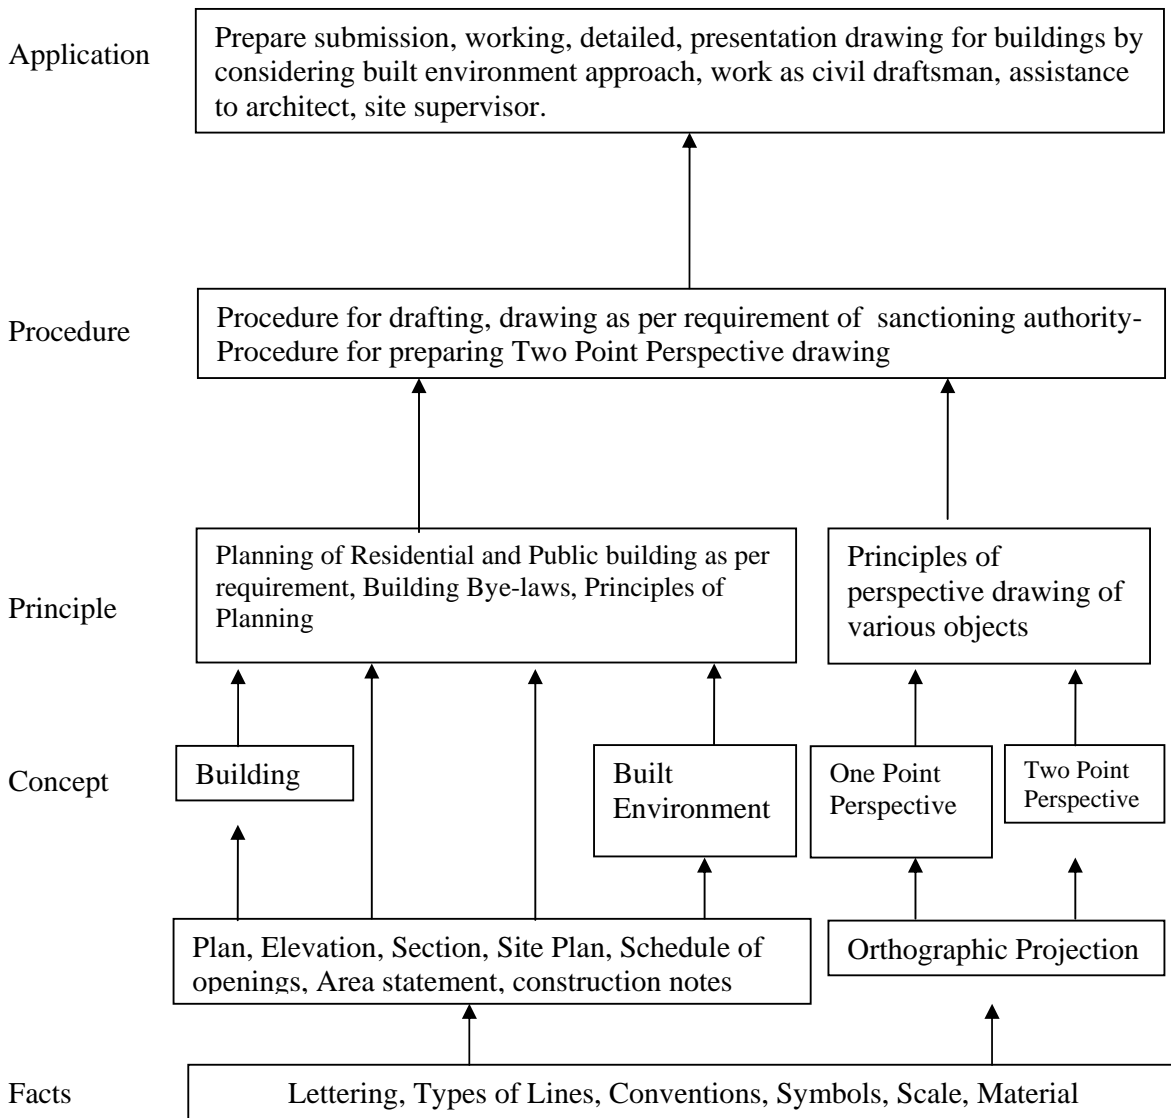 Application
Prepare submission, working, detailed, presentation drawing for buildings by
considering built environment approach, work as civil draftsman, assistance
to architect, site supervisor.
Procedure
Procedure for drafting, drawing as per requirement of  sanctioning authority-
Procedure for preparing Two Point Perspective drawing
Principle
Planning of Residential and Public building as per
requirement, Building Bye-laws, Principles of
Planning
Principles of
perspective drawing of
various objects
Concept
Building
Built
Environment
One Point
Perspective
Two Point
Perspective
Plan, Elevation, Section, Site Plan, Schedule of
openings, Area statement, construction notes
Orthographic Projection
Facts
Lettering, Types of Lines, Conventions, Symbols, Scale, Material